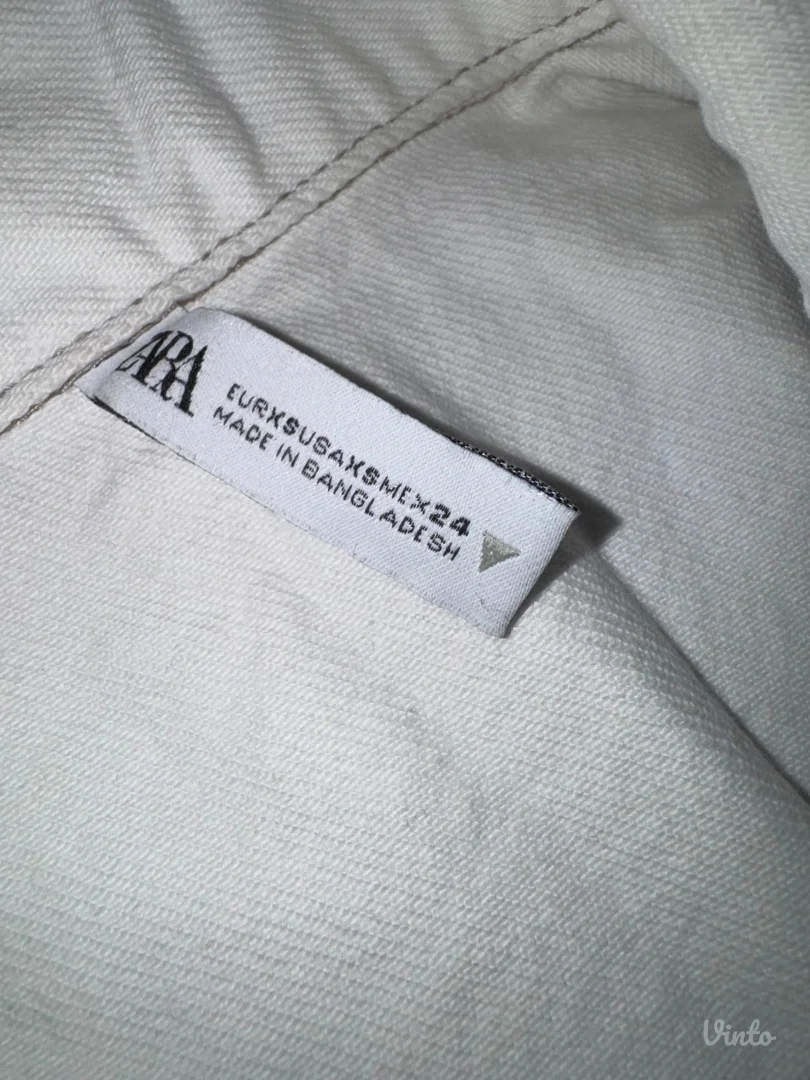 ZARA
EURXSUSAXSMEX24
MADE IN BANGLADESH
Vinto